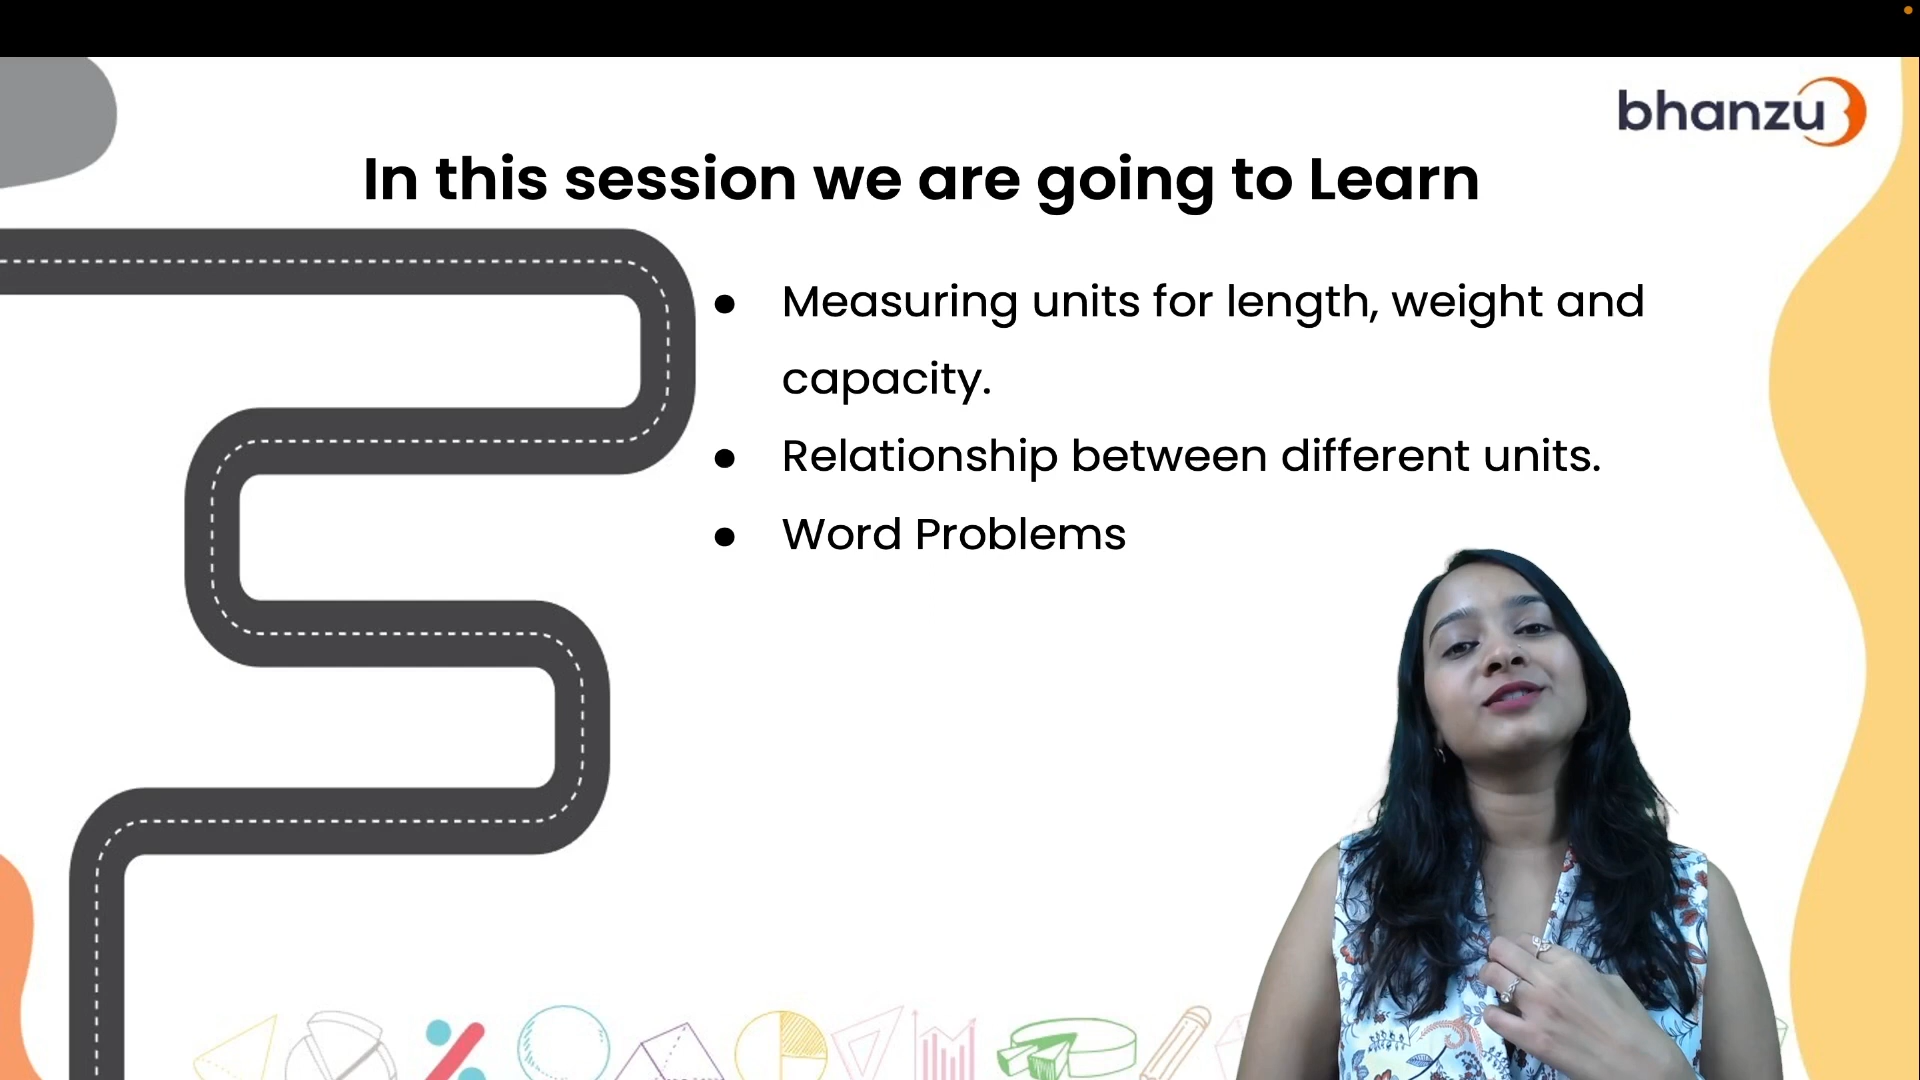 bhanzu
In this session we are going to Learn
● Measuring units for length, weight and
capacity.
● Relationship between different units.
● Word Problems